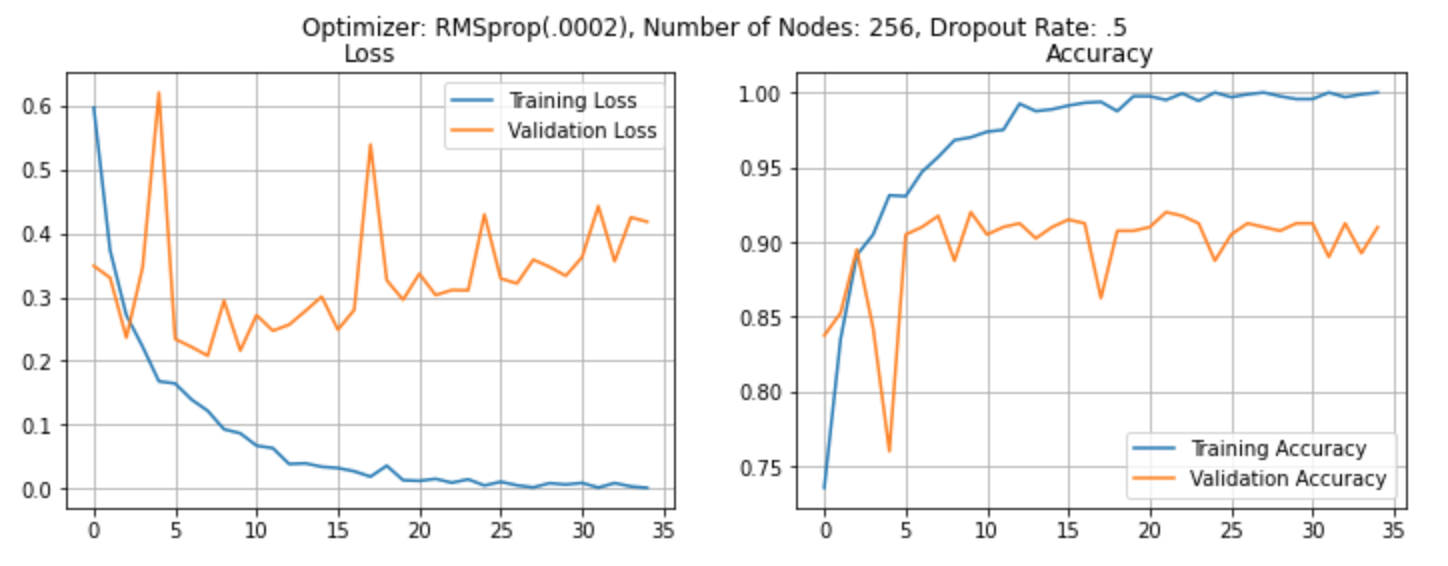 Optimizer: RMSprop(.0002), Number of Nodes: 256, Dropout Rate: .5
Loss
Training Loss
Validation Loss
0.6
0.5
0.4
0.3
0.2
0.1
0.0
0 5 10 15 20 25 30 35
Accuracy
1.00
0.95
0.90
0.85
0.80
0.75
Training Accuracy
Validation Accuracy
0 5 10 15 20 25 30 35